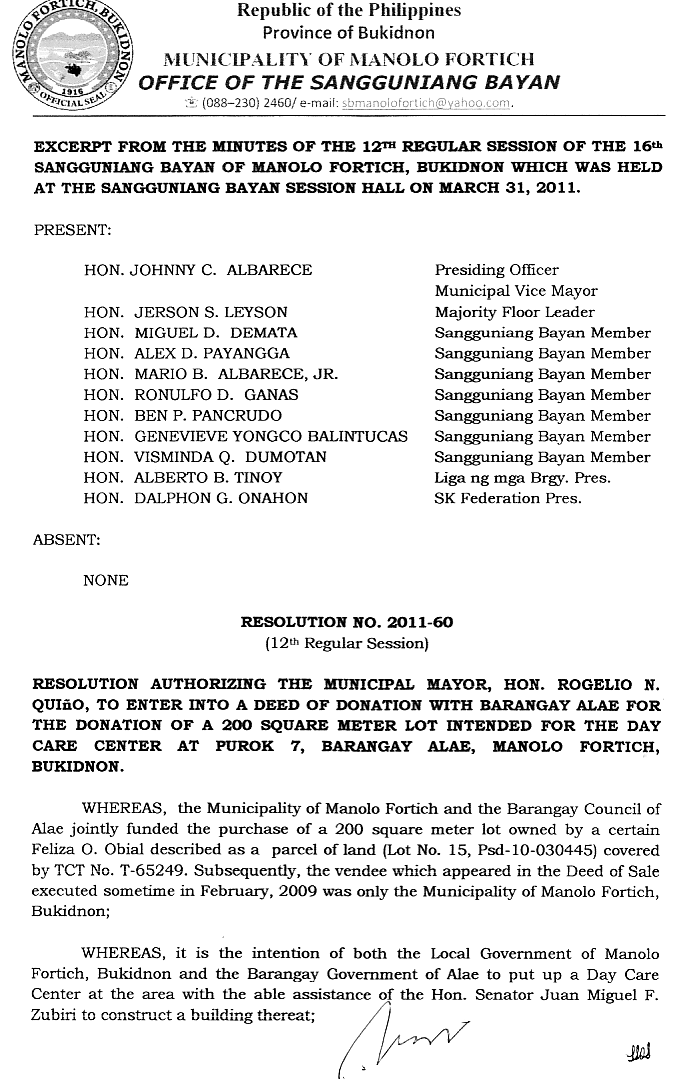 MANOLO FORTICH, BUKIDNON
1916
OFFICIAL SEAL
Republic of the Philippines
Province of Bukidnon
MUNICIPALITY OF MANOLO FORTICH
OFFICE OF THE SANGGUNIANG BAYAN
☏ (088–230) 2460/ e-mail: sbmanolofortich@yahoo.com.
EXCERPT FROM THE MINUTES OF THE 12TH REGULAR SESSION OF THE 16th
SANGGUNIANG BAYAN OF MANOLO FORTICH, BUKIDNON WHICH WAS HELD
AT THE SANGGUNIANG BAYAN SESSION HALL ON MARCH 31, 2011.
PRESENT:
HON. JOHNNY C. ALBARECE Presiding Officer
Municipal Vice Mayor
HON. JERSON S. LEYSON Majority Floor Leader
HON. MIGUEL D. DEMATA Sangguniang Bayan Member
HON. ALEX D. PAYANGGA Sangguniang Bayan Member
HON. MARIO B. ALBARECE, JR. Sangguniang Bayan Member
HON. RONULFO D. GANAS Sangguniang Bayan Member
HON. BEN P. PANCRUDO Sangguniang Bayan Member
HON. GENEVIEVE YONGCO BALINTUCAS Sangguniang Bayan Member
HON. VISMINDA Q. DUMOTAN Sangguniang Bayan Member
HON. ALBERTO B. TINOY Liga ng mga Brgy. Pres.
HON. DALPHON G. ONAHON SK Federation Pres.
ABSENT:
NONE
RESOLUTION NO. 2011-60
(12th Regular Session)
RESOLUTION AUTHORIZING THE MUNICIPAL MAYOR, HON. ROGELIO N.
QUIñO, TO ENTER INTO A DEED OF DONATION WITH BARANGAY ALAE FOR
THE DONATION OF A 200 SQUARE METER LOT INTENDED FOR THE DAY
CARE CENTER AT PUROK 7, BARANGAY ALAE, MANOLO FORTICH,
BUKIDNON.
WHEREAS, the Municipality of Manolo Fortich and the Barangay Council of
Alae jointly funded the purchase of a 200 square meter lot owned by a certain
Feliza O. Obial described as a parcel of land (Lot No. 15, Psd-10-030445) covered
by TCT No. T-65249. Subsequently, the vendee which appeared in the Deed of Sale
executed sometime in February, 2009 was only the Municipality of Manolo Fortich,
Bukidnon;
WHEREAS, it is the intention of both the Local Government of Manolo
Fortich, Bukidnon and the Barangay Government of Alae to put up a Day Care
Center at the area with the able assistance of the Hon. Senator Juan Miguel F.
Zubiri to construct a building thereat;